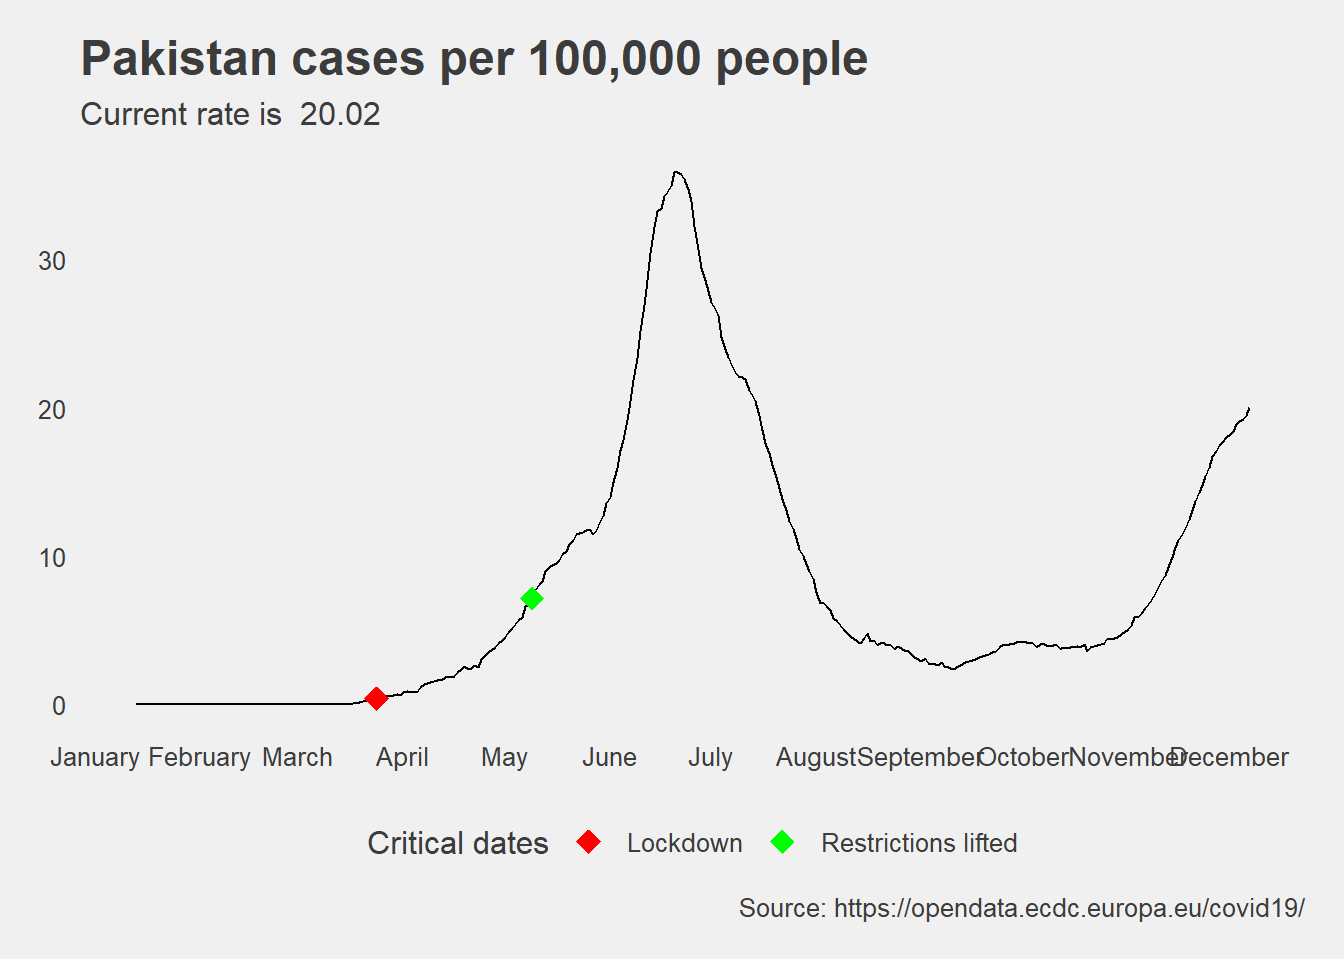 Pakistan cases per 100,000 people
Current rate is  20.02
30
20
10
0
January February March April May June July August September October November December
Critical dates Lockdown Restrictions lifted
Source: https://opendata.ecdc.europa.eu/covid19/